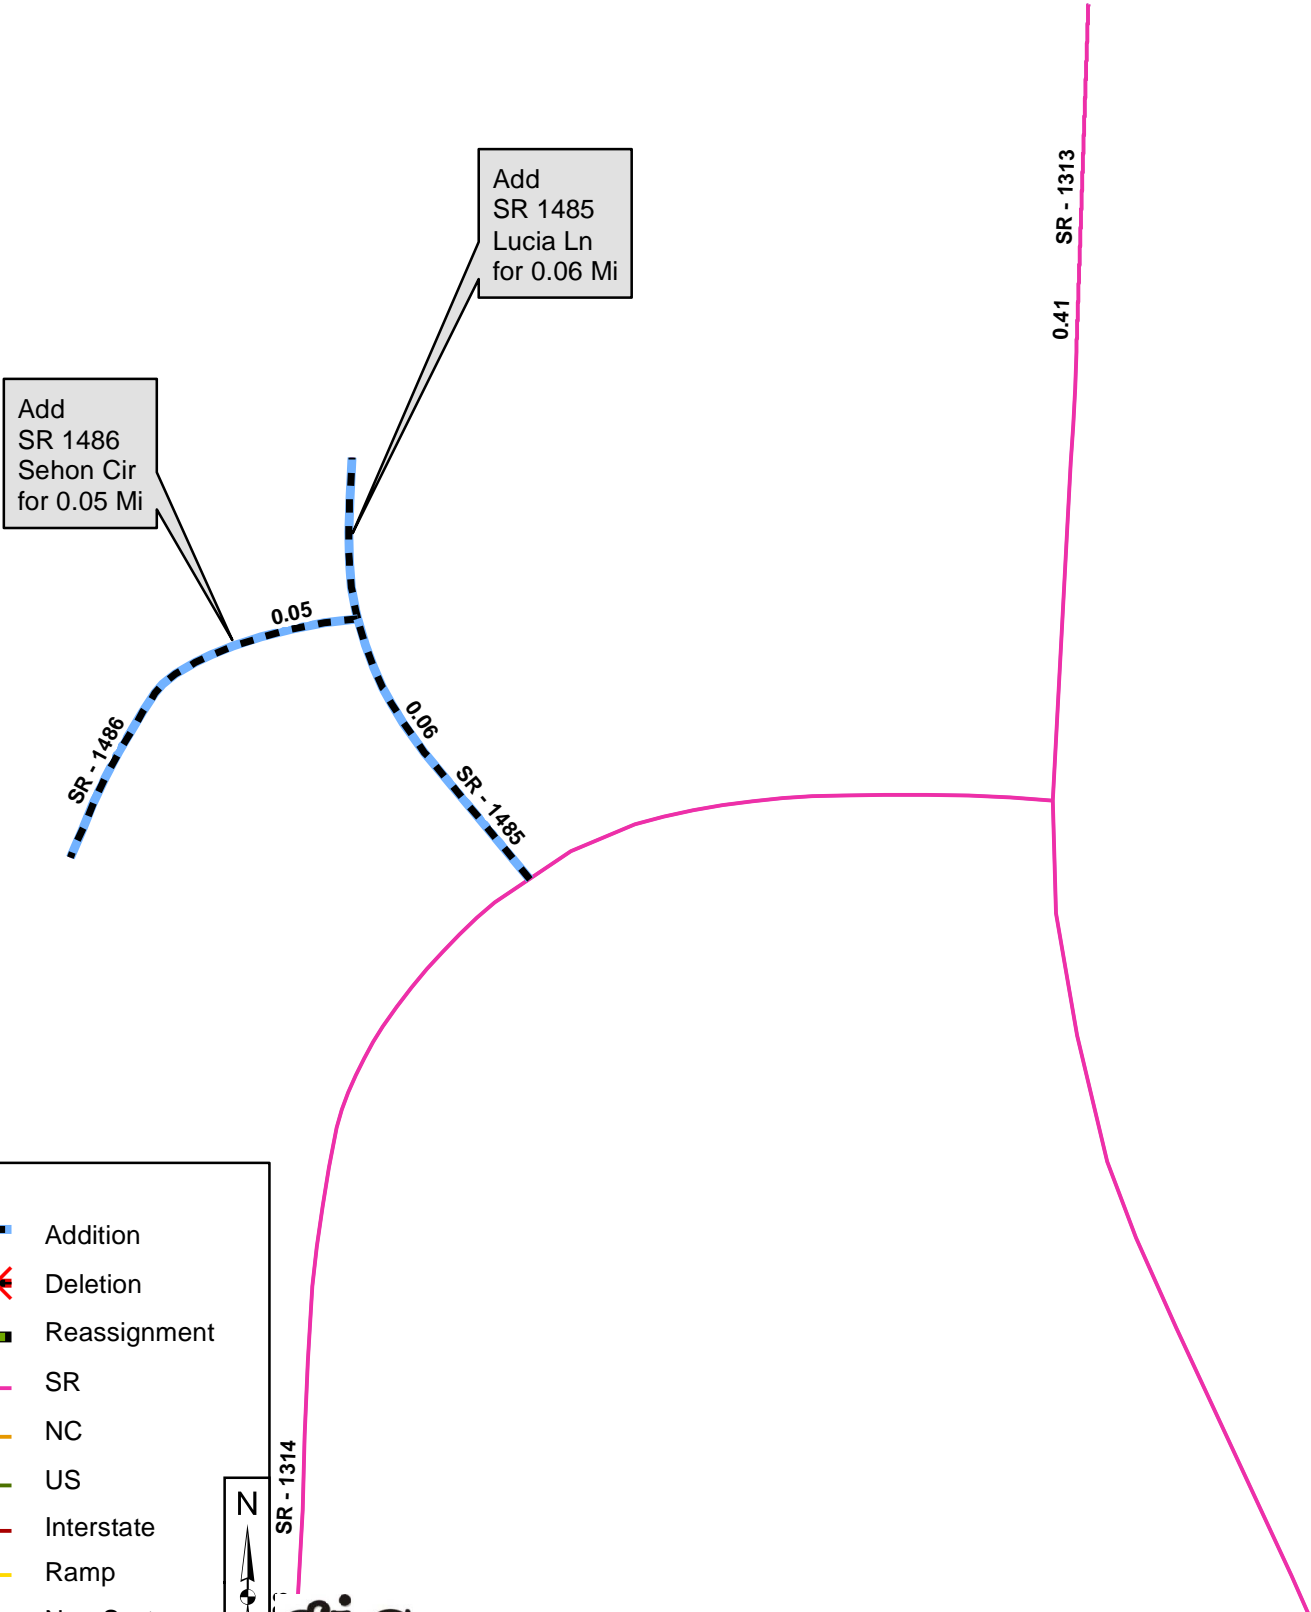 SR - 1313
0.41
Add
SR 1485
Lucia Ln
for 0.06 Mi
Add
SR 1486
Sehon Cir
for 0.05 Mi
0.05
SR - 1486
0.06
SR - 1485
Addition
Deletion
Reassignment
SR
NC
US
Interstate
Ramp
SR - 1314
N